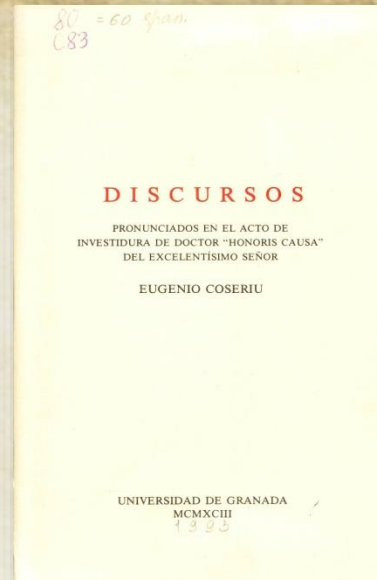 80 = 60 span.
C83
DISCURSOS
PRONUNCIADOS EN EL ACTO DE
INVESTIDURA DE DOCTOR "HONORIS CAUSA"
DEL EXCELENTÍSIMO SEÑOR
EUGENIO COSERIU
UNIVERSIDAD DE GRANADA
MCMXCIII
1993